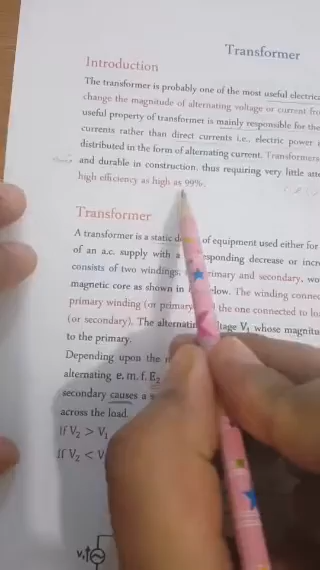 Transformer
Introduction
The transformer is probably one of the most useful electrica
change the magnitude of alternating voltage or current fro
useful property of transformer is mainly responsible for the
currents rather than direct currents i.e., electric power
distributed in the form of alternating current. Transformers
and durable in construction, thus requiring very little atte
high efficiency as high as 99%.
Transformer
A transformer is a static of equipment used either for
of an a.c. supply with a sponding decrease or incr
consists of two windings, primary and secondary, wo
magnetic core as shown in low. The winding connec
primary winding (or primary the one connected to lo
(or secondary). The alternatin tage V₁ whose magnitu
to the primary.
Depending upon the
alternating e.m.f. E₂
secondary causes a
across the load.
If V₂ > V₁
If V₂ < V
V₁